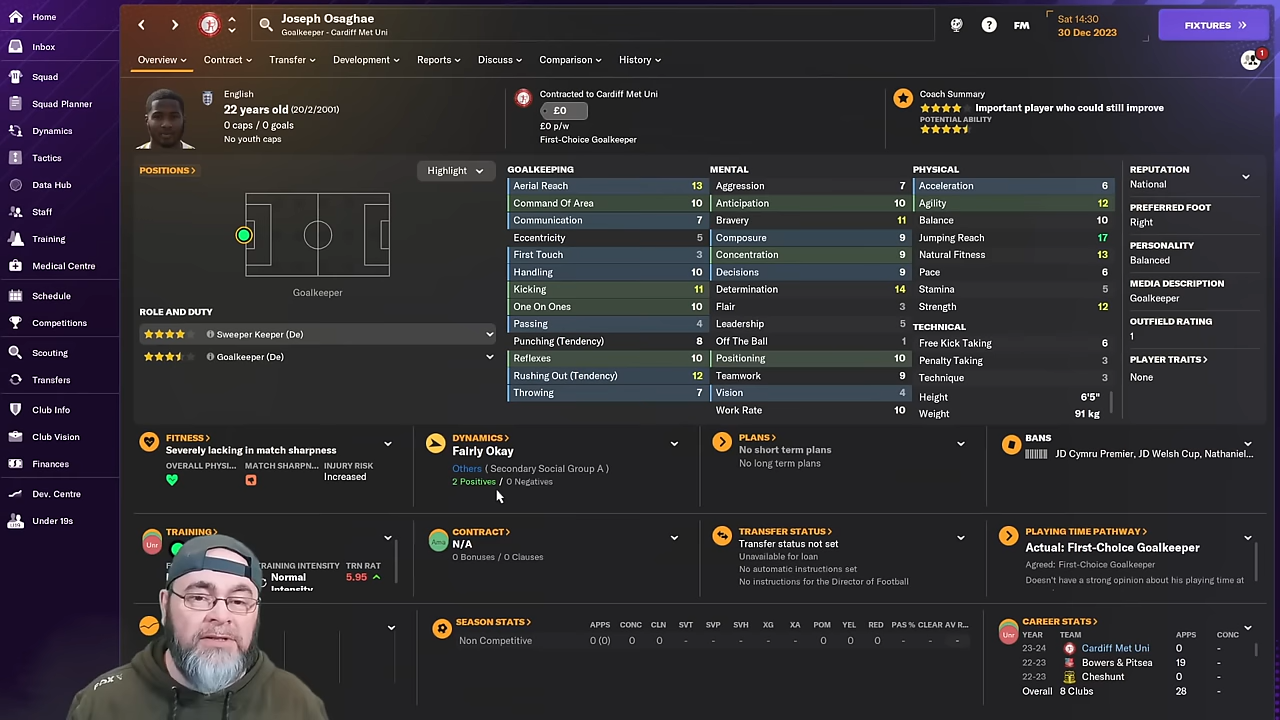 Home
Inbox
Squad
Squad Planner
Dynamics
Tactics
Data Hub
Staff
Training
Medical Centre
Schedule
Competitions
Scouting
Transfers
Club Info
Club Vision
Finances
Dev. Centre
Under 19s
Joseph Osaghae
Goalkeeper - Cardiff Met Uni
FM
Sat 14:30
30 Dec 2023
FIXTURES
1
Overview Contract Transfer Development Reports Discuss Comparison History
English
22 years old (20/2/2001)
0 caps / 0 goals
No youth caps
Contracted to Cardiff Met Uni
£0
£0 p/w
First-Choice Goalkeeper
Coach Summary
Important player who could still improve
POTENTIAL ABILITY
POSITIONS >
Highlight
Goalkeeper
ROLE AND DUTY
Sweeper Keeper (De)
Goalkeeper (De)
GOALKEEPING
Aerial Reach 13
Command Of Area 10
Communication 7
Eccentricity 5
First Touch 3
Handling 10
Kicking 11
One On Ones 10
Passing 4
Punching (Tendency) 8
Reflexes 10
Rushing Out (Tendency) 12
Throwing 7
MENTAL
Aggression 7
Anticipation 10
Bravery 11
Composure 9
Concentration 9
Decisions 9
Determination 14
Flair 3
Leadership 5
Off The Ball 1
Positioning 10
Teamwork 9
Vision 4
Work Rate 10
PHYSICAL
Acceleration 6
Agility 12
Balance 10
Jumping Reach 17
Natural Fitness 13
Pace 6
Stamina 5
Strength 12
TECHNICAL
Free Kick Taking 6
Penalty Taking 3
Technique 3
Height 6'5"
Weight 91 kg
REPUTATION
National
PREFERRED FOOT
Right
PERSONALITY
Balanced
MEDIA DESCRIPTION
Goalkeeper
OUTFIELD RATING
1
PLAYER TRAITS >
None
FITNESS >
Severely lacking in match sharpness
OVERALL PHYSI... MATCH SHARPN... INJURY RISK
Increased
DYNAMICS >
Fairly Okay
Others ( Secondary Social Group A )
2 Positives / 0 Negatives
PLANS >
No short term plans
No long term plans
BANS
JD Cymru Premier, JD Welsh Cup, Nathaniel...
TRAINING >
Unr
TRAINING INTENSITY TRN RAT
Normal Intensity
5.95
CONTRACT >
Ama
N/A
0 Bonuses / 0 Clauses
TRANSFER STATUS >
Transfer status not set
Unavailable for loan
No automatic instructions set
No instructions for the Director of Football
PLAYING TIME PATHWAY >
Actual: First-Choice Goalkeeper
Agreed: First-Choice Goalkeeper
Doesn't have a strong opinion about his playing time at
SEASON STATS >
APPS CONC CLN SVT SVP SVH XG XA POM YEL RED PAS % CLEAR AV R...
Non Competitive 0 (0) 0 0 - - - - - 0 0 0 - - -
CAREER STATS >
Unr
YEAR TEAM APPS CONC
23-24 Cardiff Met Uni 0 -
22-23 Bowers & Pitsea 19 -
22-23 Cheshunt 0 -
Overall 8 Clubs 28 -